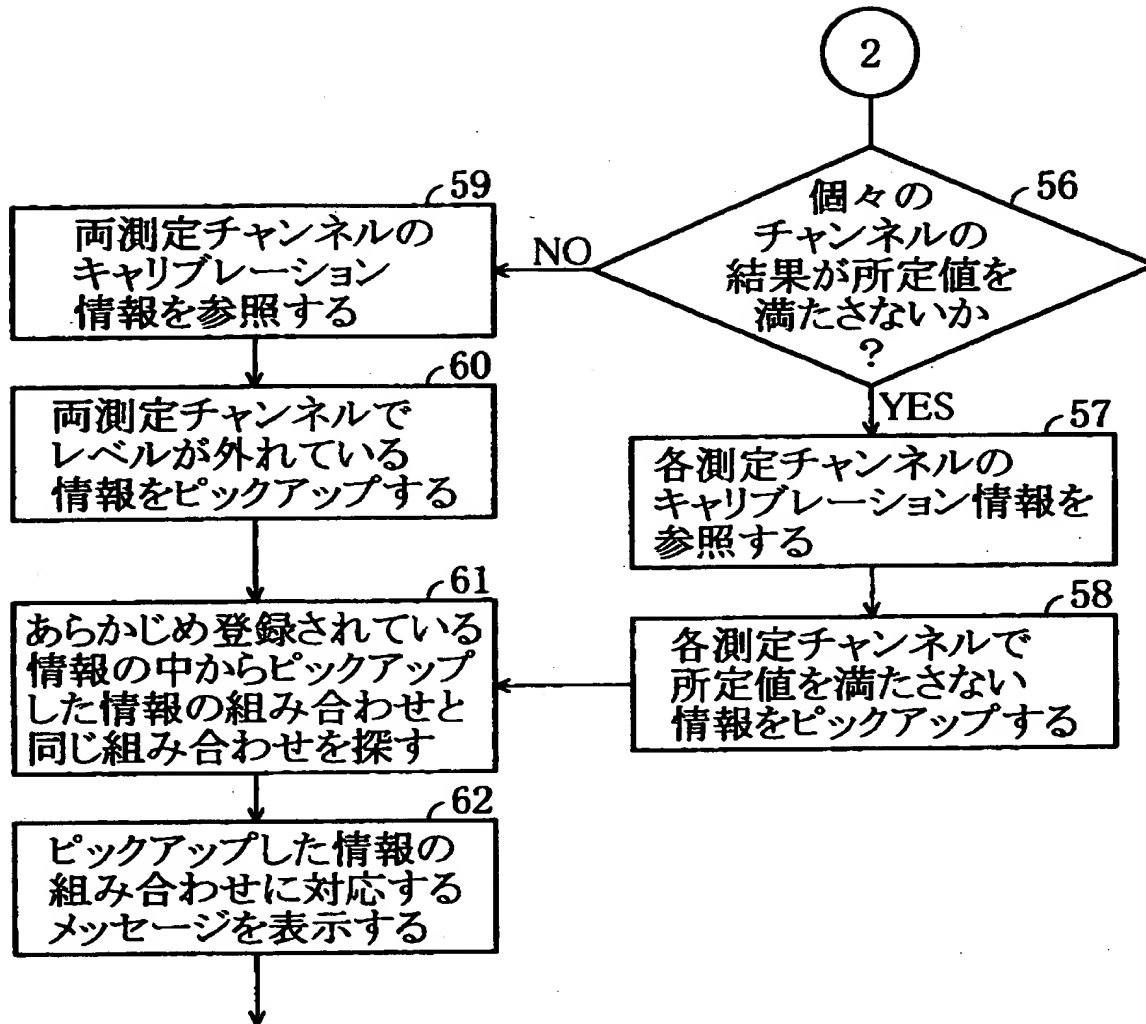 2
56
個々の
チャンネルの
結果が所定値を
満たさないか
?
NO
YES
59
両測定チャンネルの
キャリブレーション
情報を参照する
60
両測定チャンネルで
レベルが外れている
情報をピックアップする
57
各測定チャンネルの
キャリブレーション情報を
参照する
58
各測定チャンネルで
所定値を満たさない
情報をピックアップする
61
あらかじめ登録されている
情報の中からピックアップ
した情報の組み合わせと
同じ組み合わせを探す
62
ピックアップした情報の
組み合わせに対応する
メッセージを表示する